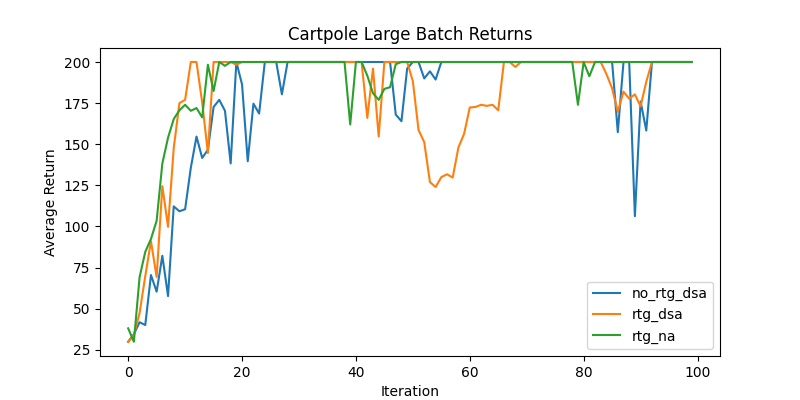 Cartpole Large Batch Returns
Average Return
200
175
150
125
100
75
50
25
0
20
40
60
80
100
Iteration
no_rtg_dsa
rtg_dsa
rtg_na